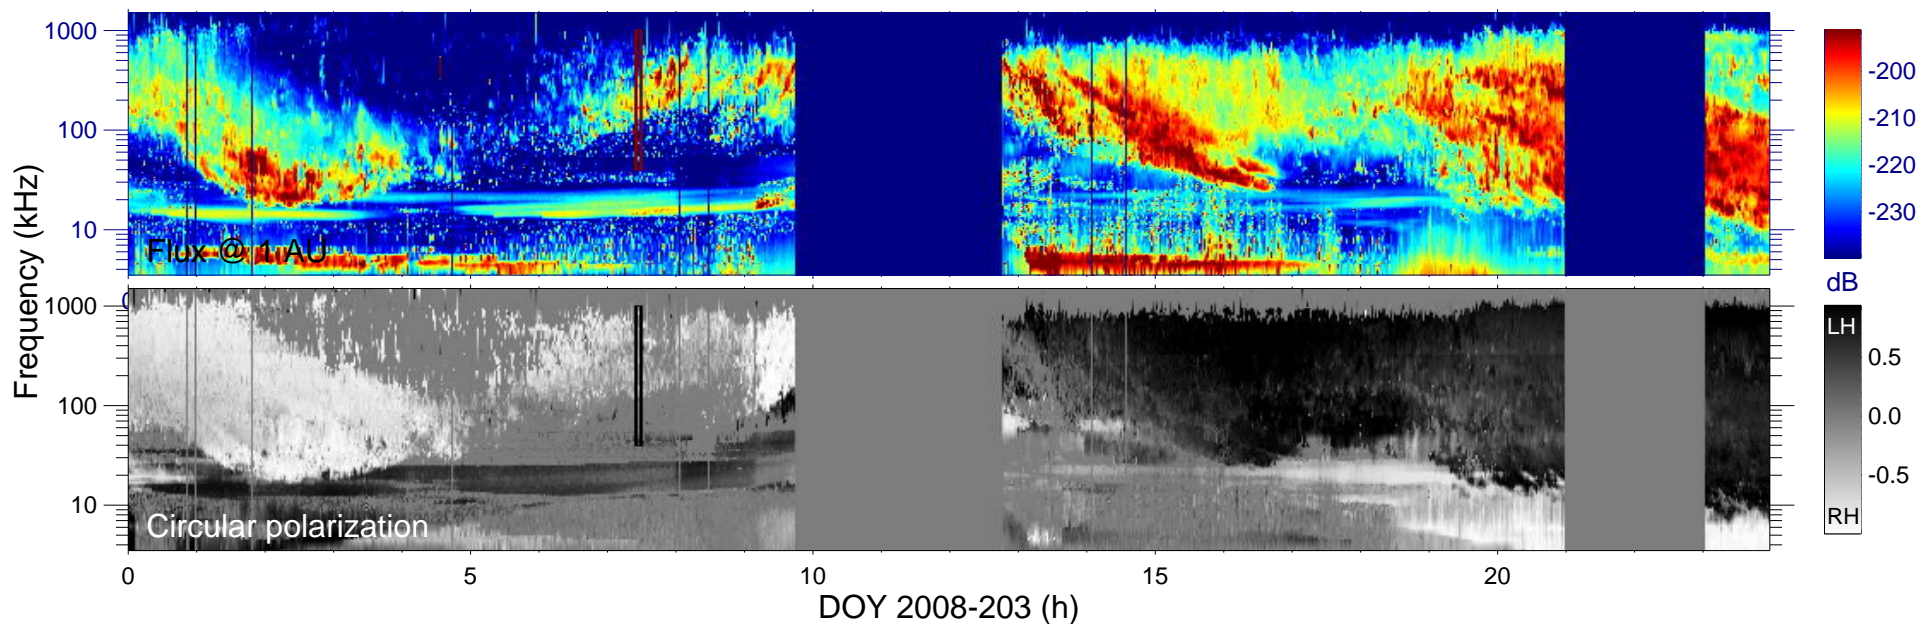 1000
100
10
Flux @ 1 AU
-200
-210
-220
-230
dB
0
Frequency (kHz)
1000
100
10
Circular polarization
LH
0.5
0.0
-0.5
RH
0
5
10
15
20
DOY 2008-203 (h)